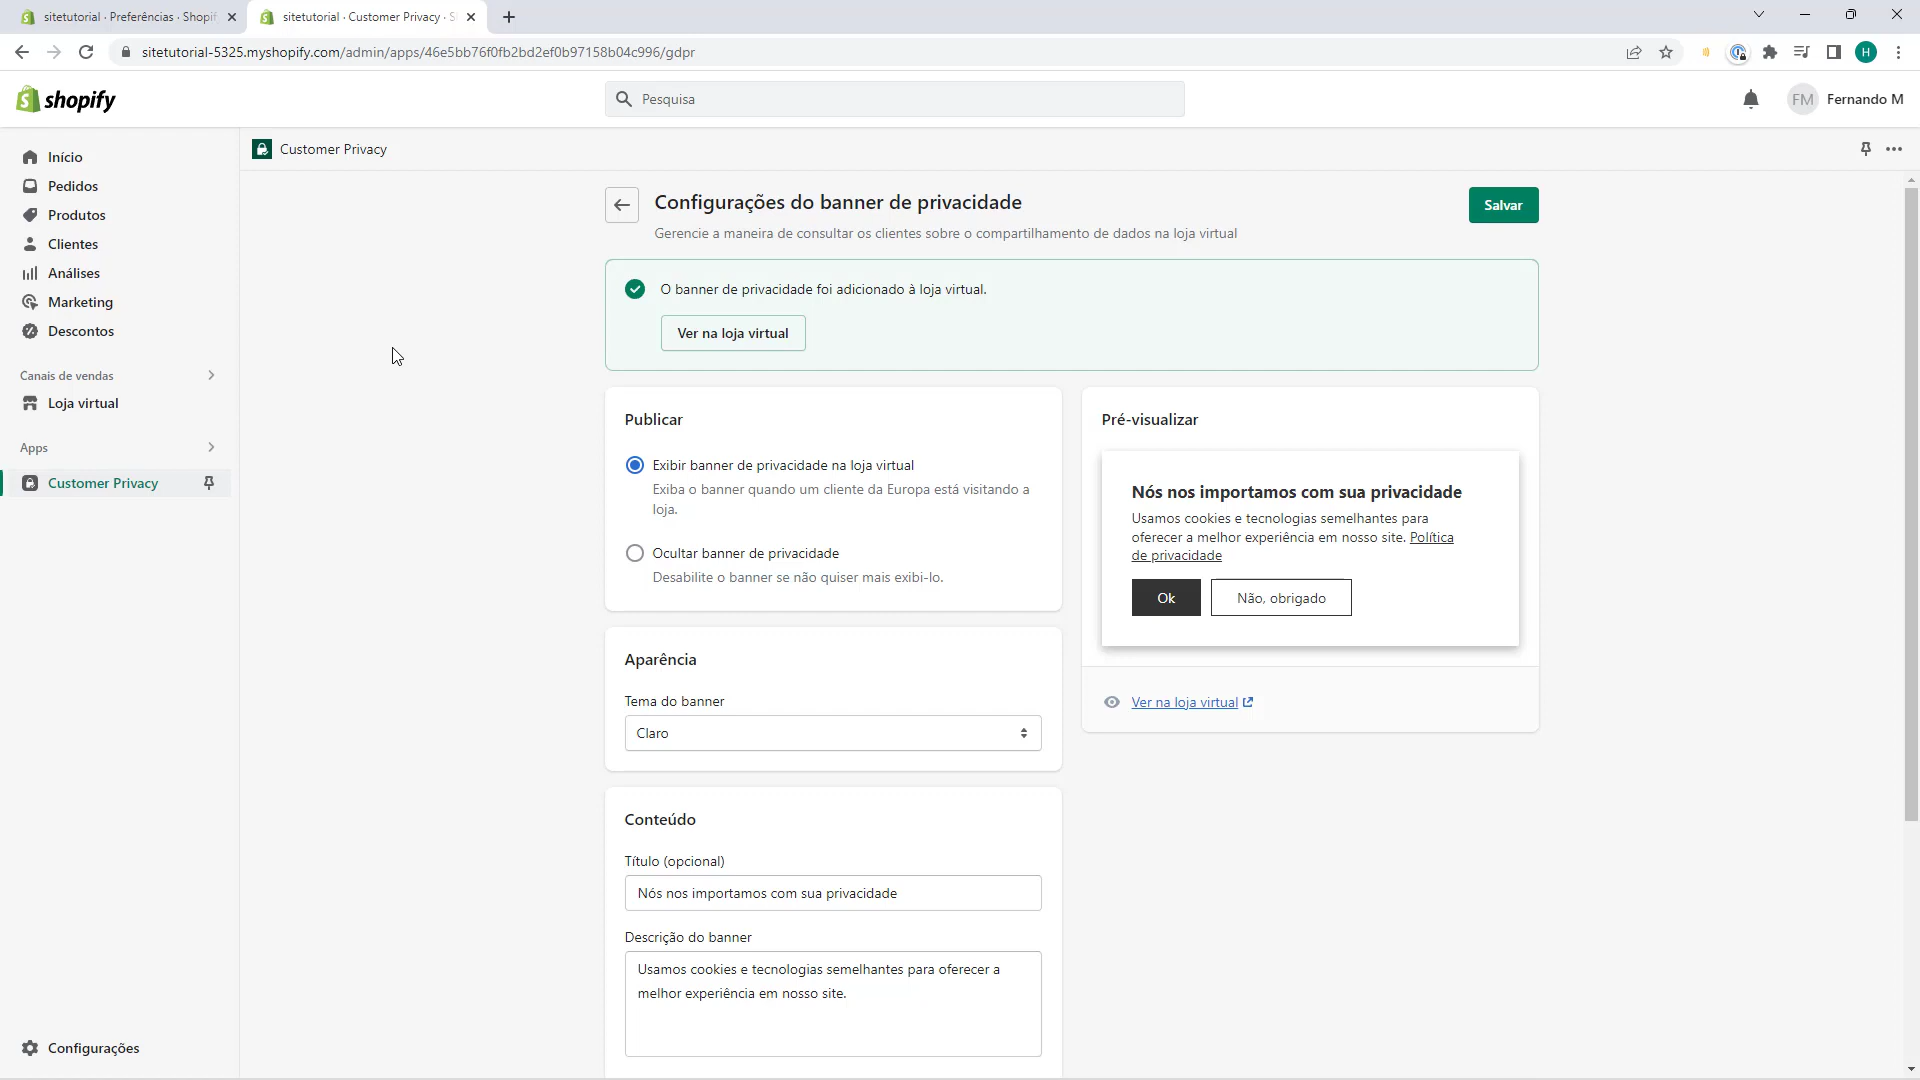 sitetutorial · Preferências · Shopif
sitetutorial · Customer Privacy · S
sitetutorial-5325.myshopify.com/admin/apps/46e5bb76f0fb2bd2ef0b97158b04c996/gdpr
H
shopify
Pesquisa
FM
Fernando M
Início
Pedidos
Produtos
Clientes
Análises
Marketing
Descontos
Canais de vendas
Loja virtual
Apps
Customer Privacy
Configurações
Customer Privacy
Configurações do banner de privacidade
Gerencie a maneira de consultar os clientes sobre o compartilhamento de dados na loja virtual
Salvar
O banner de privacidade foi adicionado à loja virtual.
Ver na loja virtual
Publicar
Exibir banner de privacidade na loja virtual
Exiba o banner quando um cliente da Europa está visitando a
loja.
Ocultar banner de privacidade
Desabilite o banner se não quiser mais exibi-lo.
Aparência
Tema do banner
Claro
Conteúdo
Título (opcional)
Nós nos importamos com sua privacidade
Descrição do banner
Usamos cookies e tecnologias semelhantes para oferecer a
melhor experiência em nosso site.
Pré-visualizar
Nós nos importamos com sua privacidade
Usamos cookies e tecnologias semelhantes para
oferecer a melhor experiência em nosso site. Política
de privacidade
Ok
Não, obrigado
Ver na loja virtual